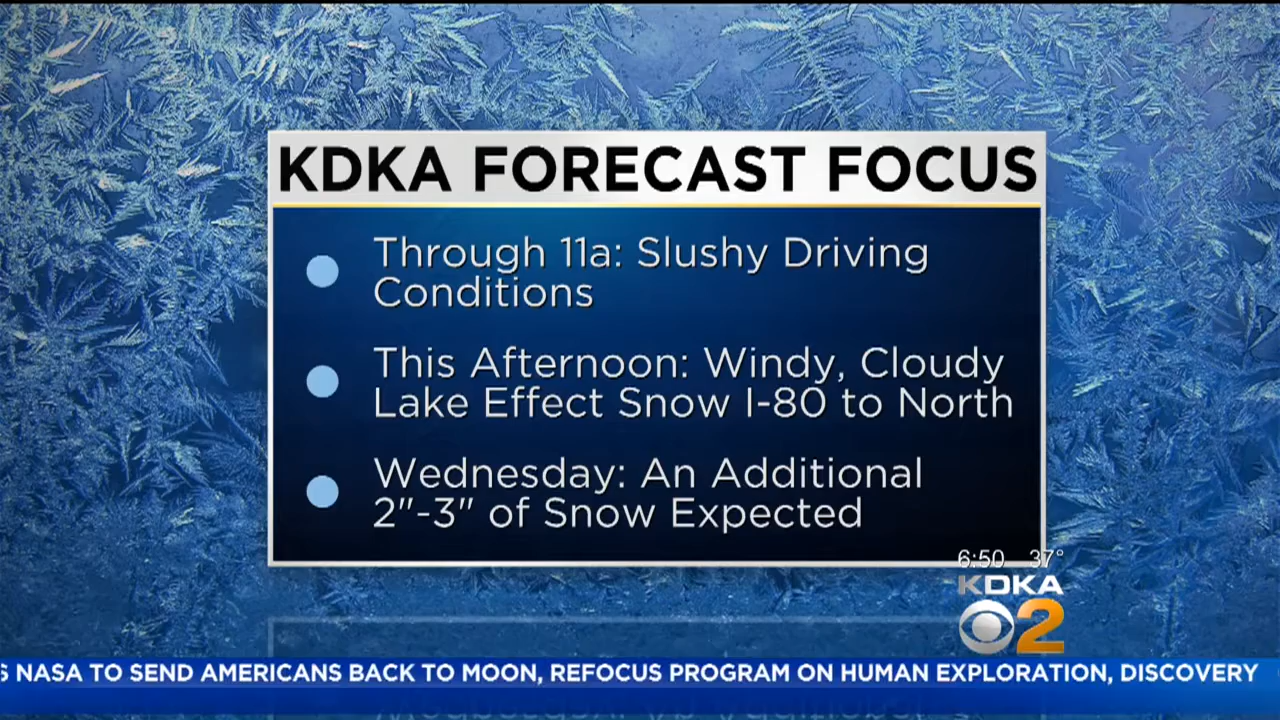 KDKA FORECAST FOCUS
Through 11a: Slushy Driving
Conditions
This Afternoon: Windy, Cloudy
Lake Effect Snow I-80 to North
Wednesday: An Additional
2"-3" of Snow Expected
6:50 37°
KDKA
2
NASA TO SEND AMERICANS BACK TO MOON, REFOCUS PROGRAM ON HUMAN EXPLORATION, DISCOVERY